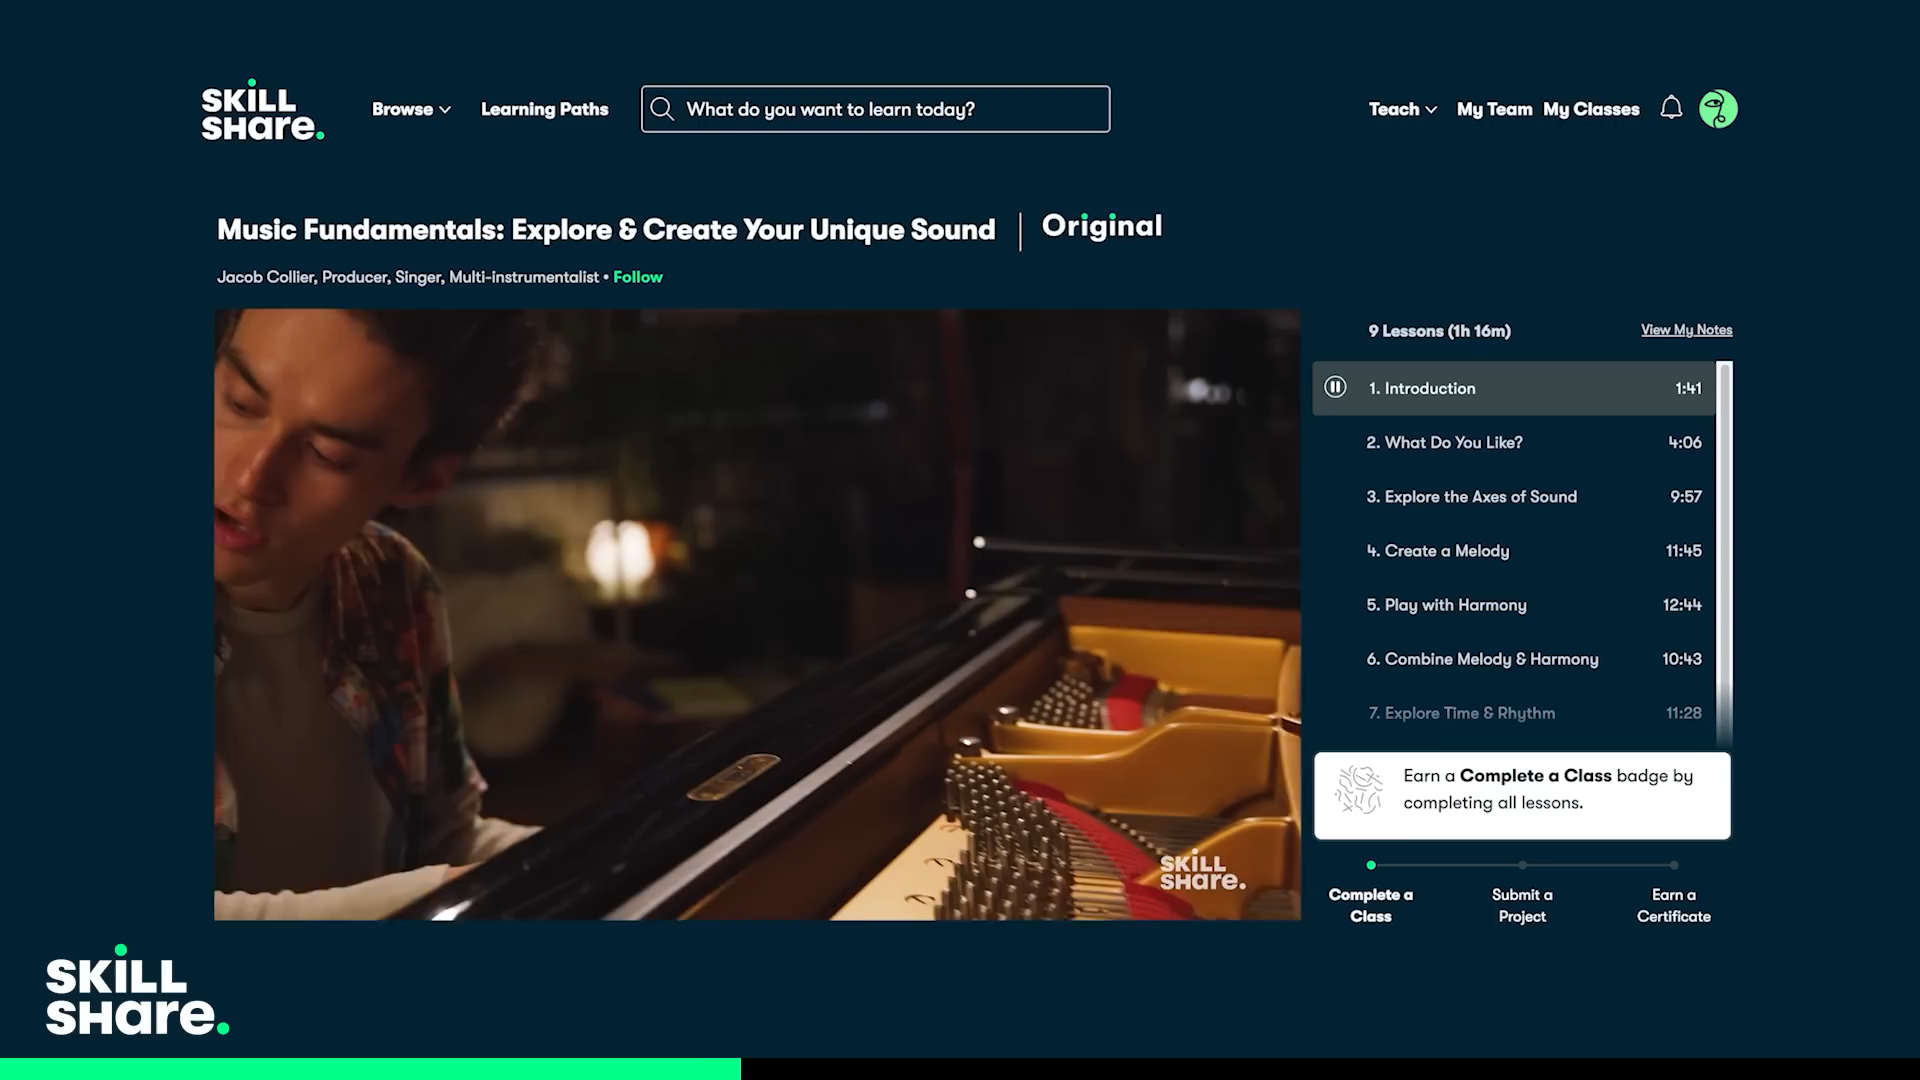 SKILL
SHare.
Browse
Learning Paths
What do you want to learn today?
Teach
My Team
My Classes
Music Fundamentals: Explore & Create Your Unique Sound
Original
Jacob Collier, Producer, Singer, Multi-instrumentalist • Follow
9 Lessons (1h 16m)
View My Notes
1. Introduction 1:41
2. What Do You Like? 4:06
3. Explore the Axes of Sound 9:57
4. Create a Melody 11:45
5. Play with Harmony 12:44
6. Combine Melody & Harmony 10:43
7. Explore Time & Rhythm 11:28
Earn a Complete a Class badge by
completing all lessons.
Complete a
Class
Submit a
Project
Earn a
Certificate
SKILL
SHare.
SKILL
SHare.